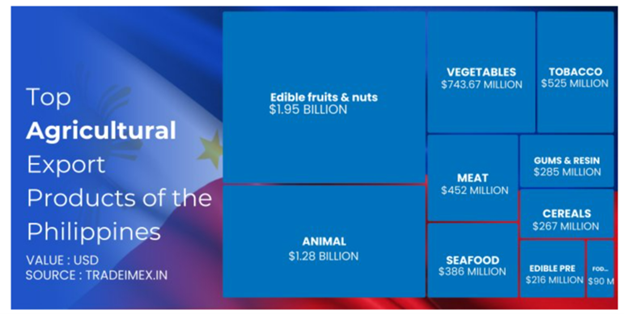 Top
Agricultural
Export
Products of the
Philippines
VALUE : USD
SOURCE : TRADEIMEX.IN
Edible fruits & nuts
$1.95 BILLION
ANIMAL
$1.28 BILLION
VEGETABLES
$743.67 MILLION
TOBACCO
$525 MILLION
MEAT
$452 MILLION
GUMS & RESIN
$285 MILLION
CEREALS
$267 MILLION
SEAFOOD
$386 MILLION
EDIBLE PRE
$216 MILLION
FOD...
$90 M